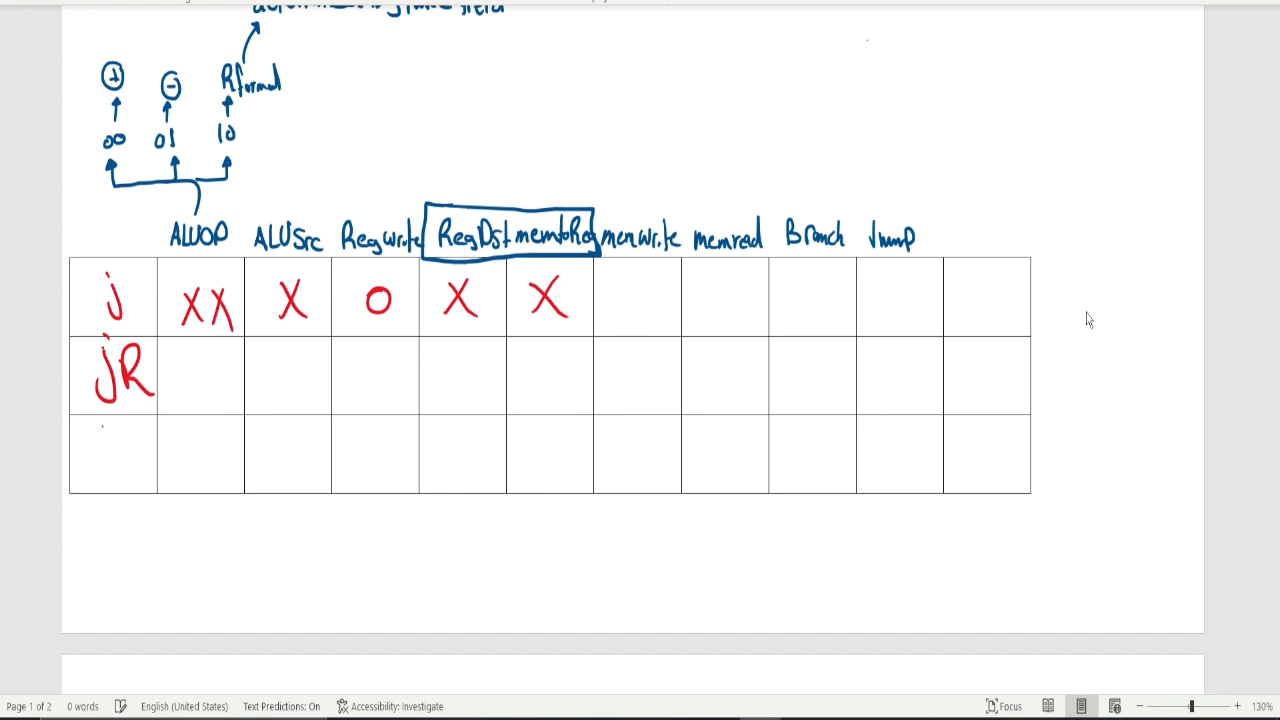 ⊕ ⊖ Rformat
00 01 10
ALUOP ALUSrc RegWrite RegDst memtoReg memwrite memread Branch Jump
j XX X 0 X X
jR
Page 1 of 2 0 words English (United States) Text Predictions: On Accessibility: Investigate Focus 130%